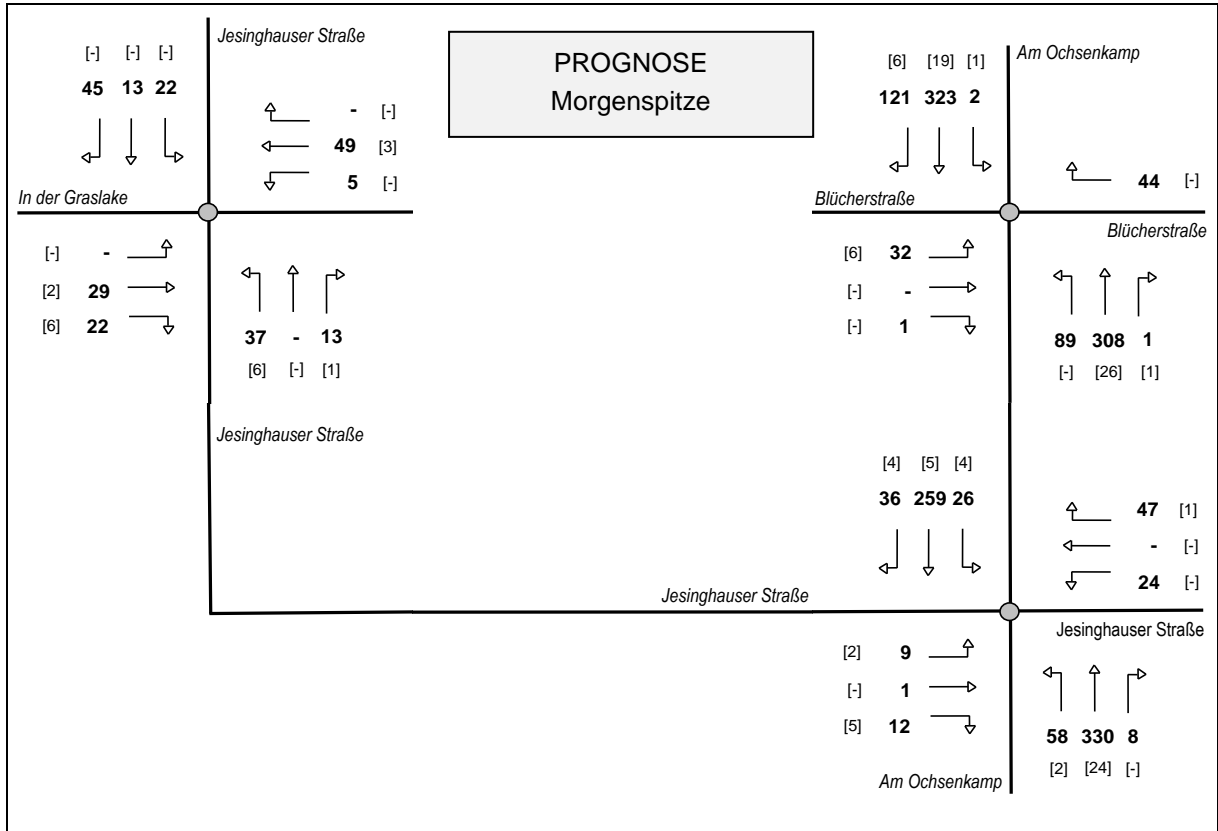 PROGNOSE
Morgenspitze
Jesinghauser Straße
[-] [-] [-]
45 13 22
- [-]
49 [3]
5 [-]
In der Graslake
[-] -
[2] 29
[6] 22
37 - 13
[6] [-] [1]
Jesinghauser Straße
Am Ochsenkamp
[6] [19] [1]
121 323 2
44 [-]
Blücherstraße
Blücherstraße
[6] 32
[-] -
[-] 1
89 308 1
[-] [26] [1]
[4] [5] [4]
36 259 26
47 [1]
- [-]
24 [-]
Jesinghauser Straße
Jesinghauser Straße
[2] 9
[-] 1
[5] 12
58 330 8
[2] [24] [-]
Am Ochsenkamp